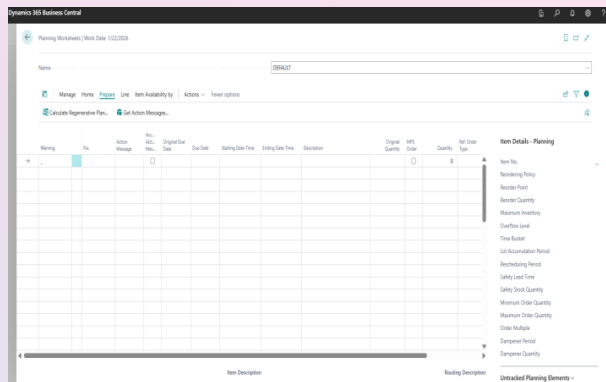 Dynamics 365 Business Central
Planning Worksheets | Work Date: 1/22/2026
Name
DEFAULT
Manage Home Prepare Line Item Availability by Actions Fewer options
Calculate Regenerative Plan... Get Action Messages...
Warning No. Action Message Acc... Acti... Mes... Original Due Date Due Date Starting Date-Time Ending Date-Time Description Original Quantity MPS Order Quantity Ref. Order Type
0
Item Details - Planning
Item No.
Reordering Policy
Reorder Point
Reorder Quantity
Maximum Inventory
Overflow Level
Time Bucket
Lot Accumulation Period
Rescheduling Period
Safety Lead Time
Safety Stock Quantity
Minimum Order Quantity
Maximum Order Quantity
Order Multiple
Dampener Period
Dampener Quantity
Item Description Routing Description
Untracked Planning Elements